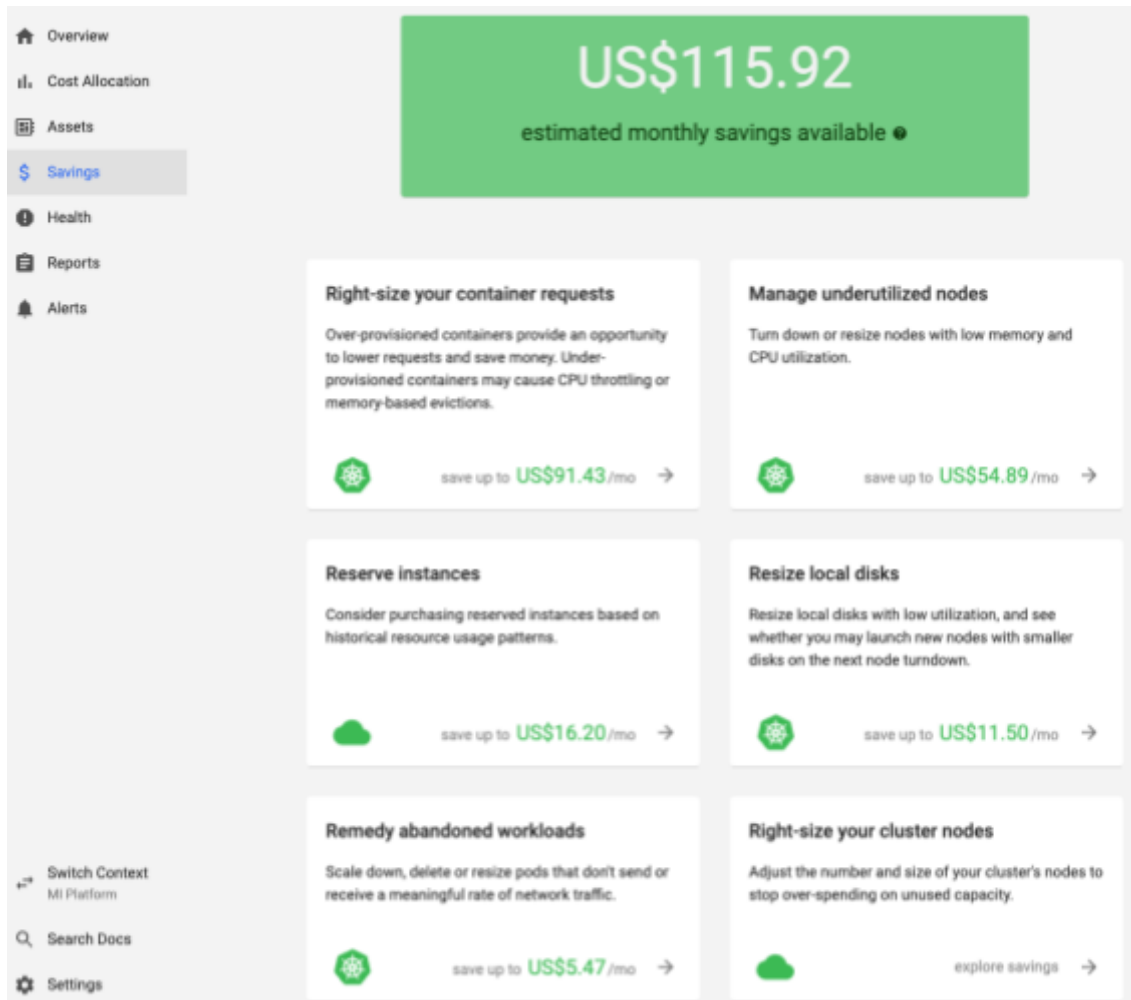 Overview
Cost Allocation
Assets
Savings
Health
Reports
Alerts
Switch Context
MI Platform
Search Docs
Settings
US$115.92
estimated monthly savings available
Right-size your container requests
Over-provisioned containers provide an opportunity
to lower requests and save money. Under-
provisioned containers may cause CPU throttling or
memory-based evictions.
save up to US$91.43/mo
Manage underutilized nodes
Turn down or resize nodes with low memory and
CPU utilization.
save up to US$54.89/mo
Reserve instances
Consider purchasing reserved instances based on
historical resource usage patterns.
save up to US$16.20/mo
Resize local disks
Resize local disks with low utilization, and see
whether you may launch new nodes with smaller
disks on the next node turndown.
save up to US$11.50/mo
Remedy abandoned workloads
Scale down, delete or resize pods that don't send or
receive a meaningful rate of network traffic.
save up to US$5.47/mo
Right-size your cluster nodes
Adjust the number and size of your cluster's nodes to
stop over-spending on unused capacity.
explore savings